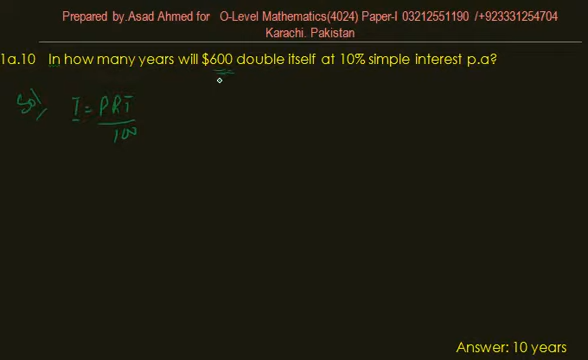 Prepared by.Asad Ahmed for O-Level Mathematics(4024) Paper-I 03212551190 /+923331254704
Karachi. Pakistan
1a.10 In how many years will $600 double itself at 10% simple interest p.a?
Sol, I = PRT
100
Answer: 10 years